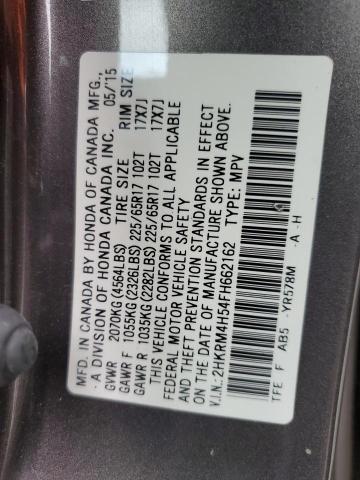 MFD. IN CANADA BY HONDA OF CANADA MFG.,
- A DIVISION OF HONDA CANADA INC. 05/'15
GVWR 2070KG (4564LBS) TIRE SIZE RIM SIZE
GAWR F 1055KG (2326LBS) 225/65R17 102T 17X7J
GAWR R 1035KG (2282LBS) 225/65R17 102T 17X7J
THIS VEHICLE CONFORMS TO ALL APPLICABLE
FEDERAL MOTOR VEHICLE SAFETY
AND THEFT PREVENTION STANDARDS IN EFFECT
ON THE DATE OF MANUFACTURE SHOWN ABOVE.
V.I.N.: 2HKRM4H54FH662162 TYPE: MPV
TFE F AB5 -YR578M -A -H